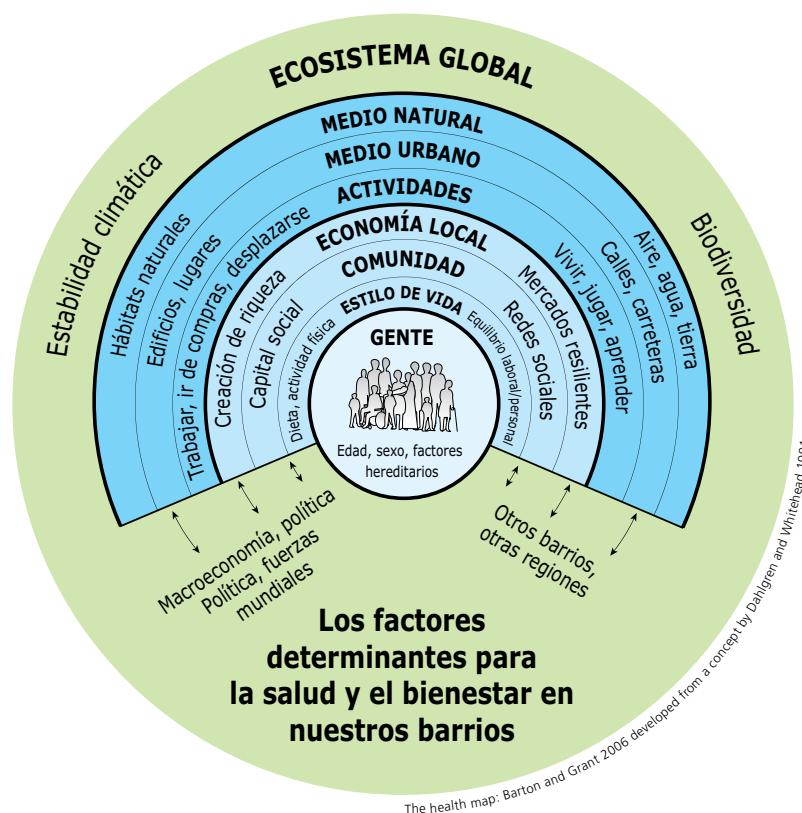 ECOSISTEMA GLOBAL
Estabilidad climática
Biodiversidad
MEDIO NATURAL
Hábitats naturales
Aire, agua, tierra
MEDIO URBANO
Edificios, lugares
Calles, carreteras
ACTIVIDADES
Trabajar, ir de compras, desplazarse
Vivir, jugar, aprender
ECONOMÍA LOCAL
Creación de riqueza
Mercados resilientes
COMUNIDAD
Capital social
Redes sociales
ESTILO DE VIDA
Dieta, actividad física
Equilibrio laboral/personal
GENTE
Edad, sexo, factores
hereditarios
Macroeconomía, política
Política, fuerzas
mundiales
Otros barrios,
otras regiones
Los factores
determinantes para
la salud y el bienestar en
nuestros barrios
The health map: Barton and Grant 2006 developed from a concept by Dahlgren and Whitehead